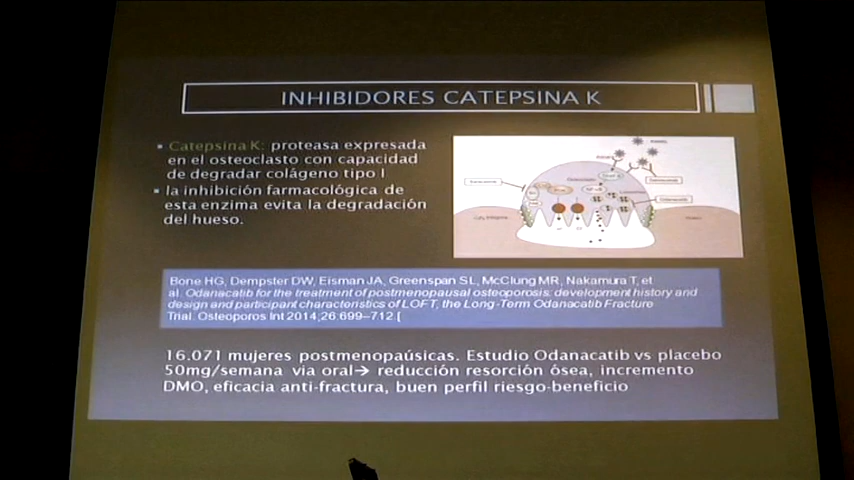 INHIBIDORES CATEPSINA K
▪ Catepsina K: proteasa expresada
en el osteoclasto con capacidad
de degradar colágeno tipo I
▪ la inhibición farmacológica de
esta enzima evita la degradación
del hueso.
Bone HG, Dempster DW, Eisman JA, Greenspan SL, McClung MR, Nakamura T, et
al. Odanacatib for the treatment of postmenopausal osteoporosis: development history and
design and participant characteristics of LOFT, the Long-Term Odanacatib Fracture
Trial. Osteoporos Int 2014;26:699–712 [
16.071 mujeres postmenopaúsicas. Estudio Odanacatib vs placebo
50mg/semana via oral→ reducción resorción ósea, incremento
DMO, eficacia anti-fractura, buen perfil riesgo-beneficio